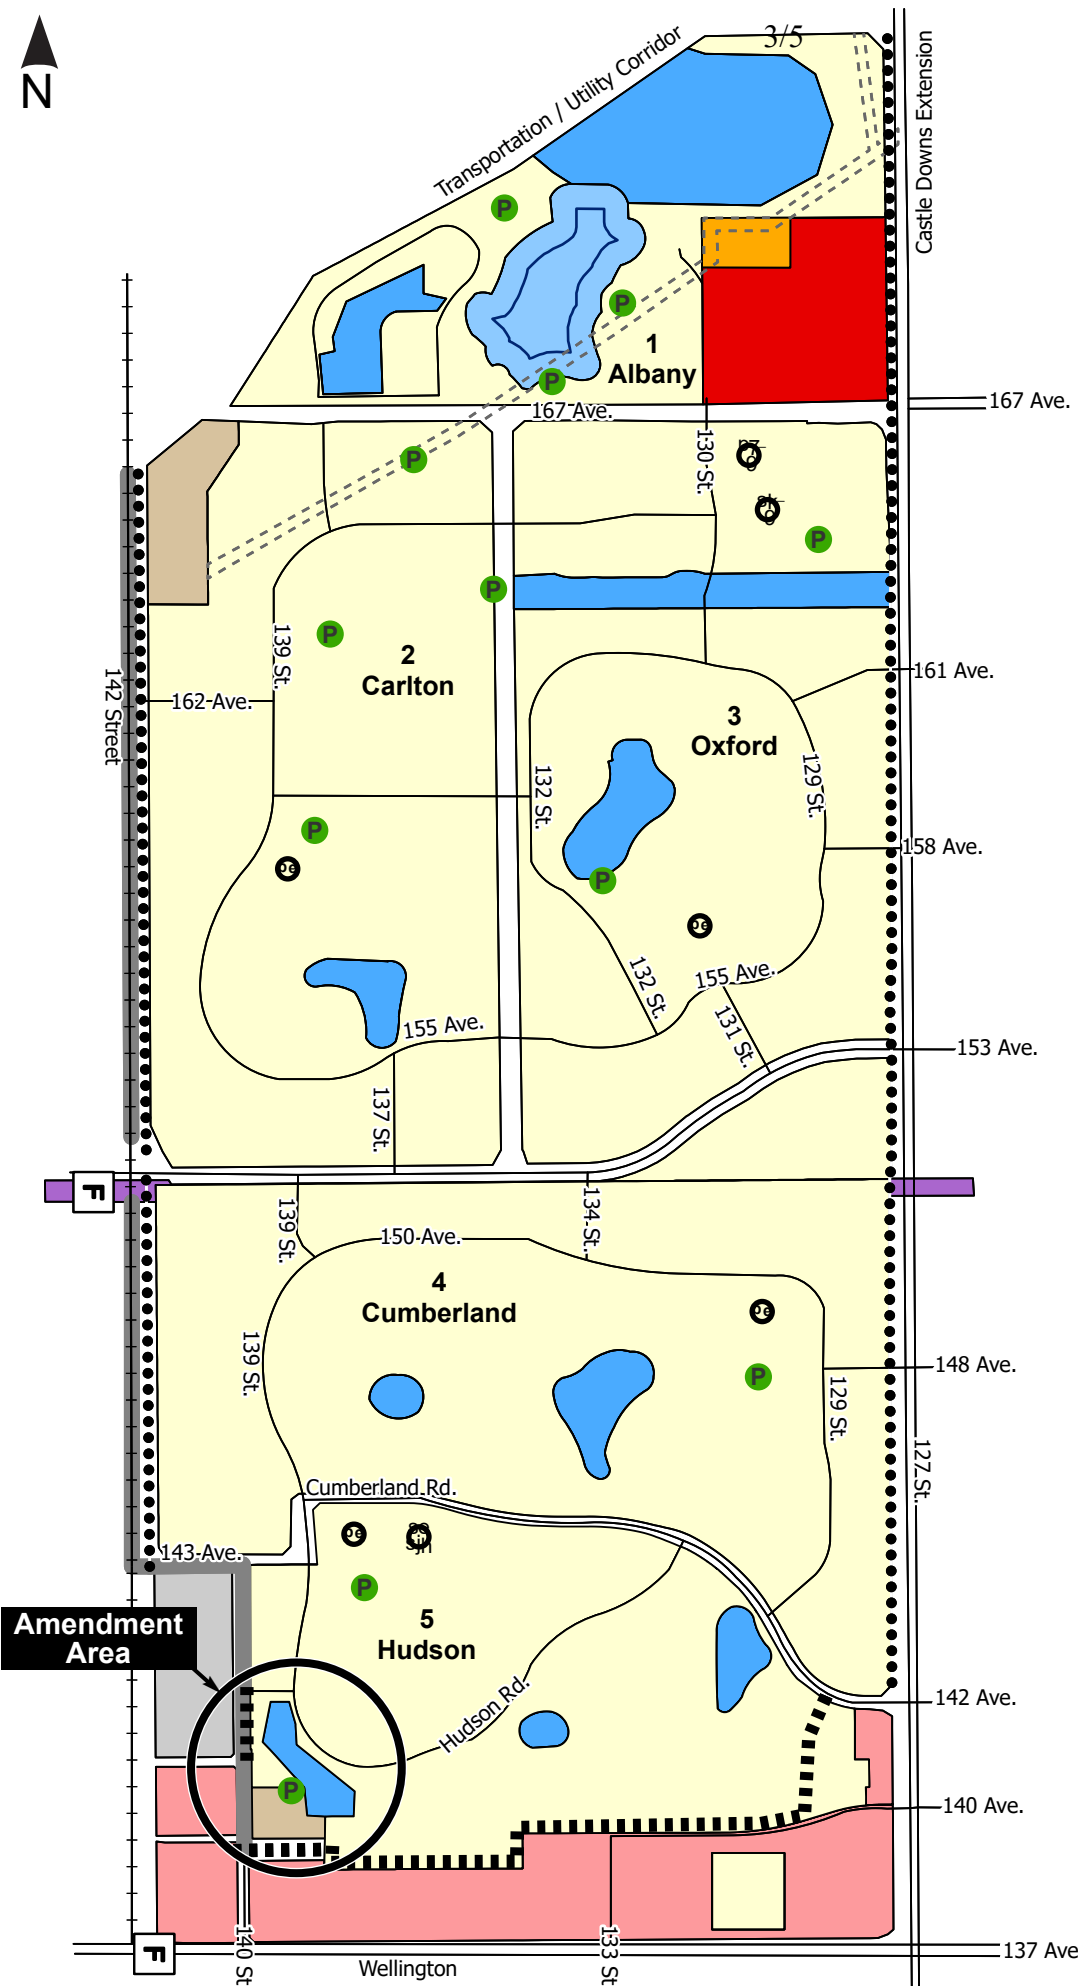 3/5
N
Transportation / Utility Corridor
Castle Downs Extension
P
P
1
Albany
P
167 Ave.
167 Ave.
130 St.
P
P
P
139 St.
P
2
Carlton
142 Street
162 Ave.
161 Ave.
3
Oxford
132 St.
129 St.
P
158 Ave.
P
132 St.
155 Ave.
155 Ave.
131 St.
153 Ave.
137 St.
F
139 St.
134 St.
150 Ave.
4
Cumberland
139 St.
148 Ave.
P
129 St.
127 St.
Cumberland Rd.
143 Ave.
P
5
Hudson
Amendment
Area
Hudson Rd.
142 Ave.
P
140 Ave.
140 St
133 St
F
Wellington
137 Ave